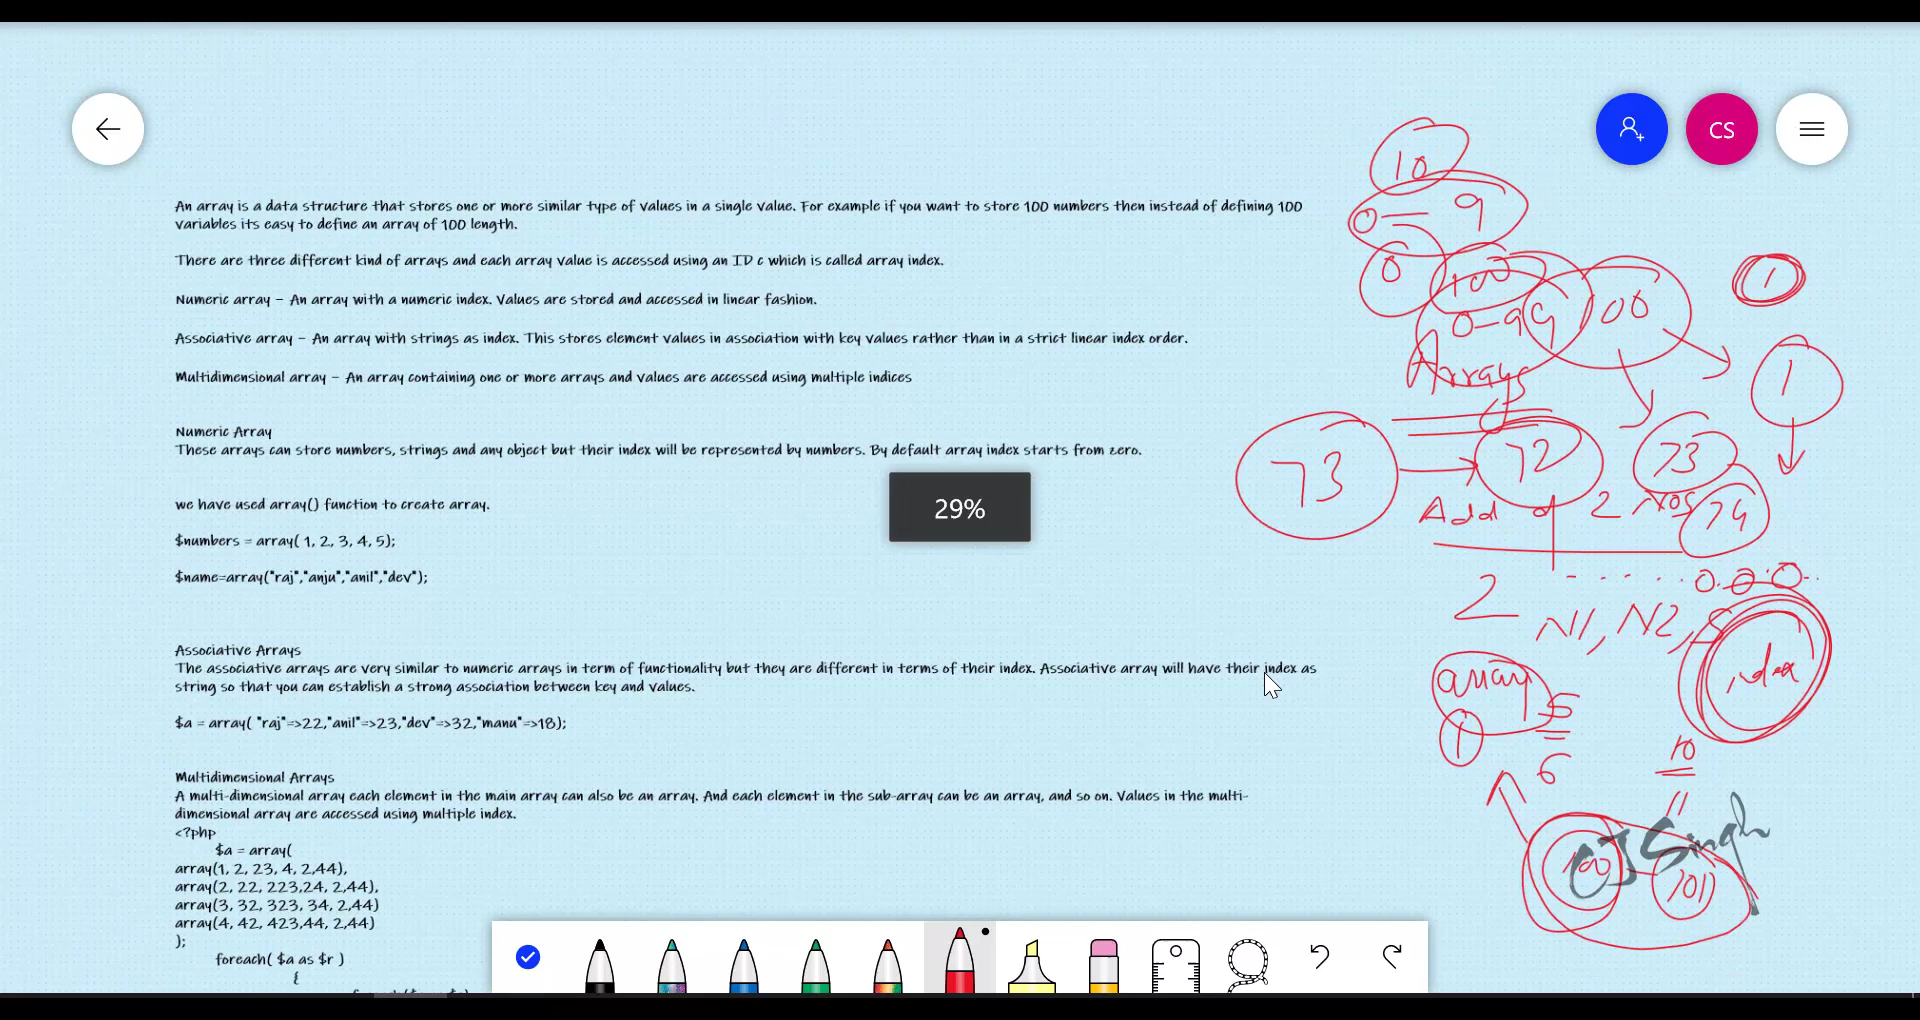 CS
An array is a data structure that stores one or more similar type of values in a single value. For example if you want to store 100 numbers then instead of defining 100
variables its easy to define an array of 100 length.
There are three different kind of arrays and each array value is accessed using an ID c which is called array index.
Numeric array – An array with a numeric index. Values are stored and accessed in linear fashion.
Associative array – An array with strings as index. This stores element values in association with key values rather than in a strict linear index order.
Multidimensional array – An array containing one or more arrays and values are accessed using multiple indices
Numeric Array
These arrays can store numbers, strings and any object but their index will be represented by numbers. By default array index starts from zero.
we have used array() function to create array.
$numbers = array( 1, 2, 3, 4, 5);
$name=array("raj","anju","anil","dev");
29%
Associative Arrays
The associative arrays are very similar to numeric arrays in term of functionality but they are different in terms of their index. Associative array will have their index as
string so that you can establish a strong association between key and values.
$a = array( "raj"=>22,"anil"=>23,"dev"=>32,"manu"=>18);
Multidimensional Arrays
A multi-dimensional array each element in the main array can also be an array. And each element in the sub-array can be an array, and so on. Values in the multi-
dimensional array are accessed using multiple index.
<?php
$a = array(
array(1, 2, 23, 4, 2,44),
array(2, 22, 223,24, 2,44),
array(3, 32, 323, 34, 2,44)
array(4, 42, 423,44, 2,44)
);
foreach( $a as $r )
{
10
0 — 9
0 100
0-99 100
1
Arrays
1
73 72 73
Add of 2 Nos 74
2
N1, N2, S
array 5 index
1
6 10
100 101
CJ Singh